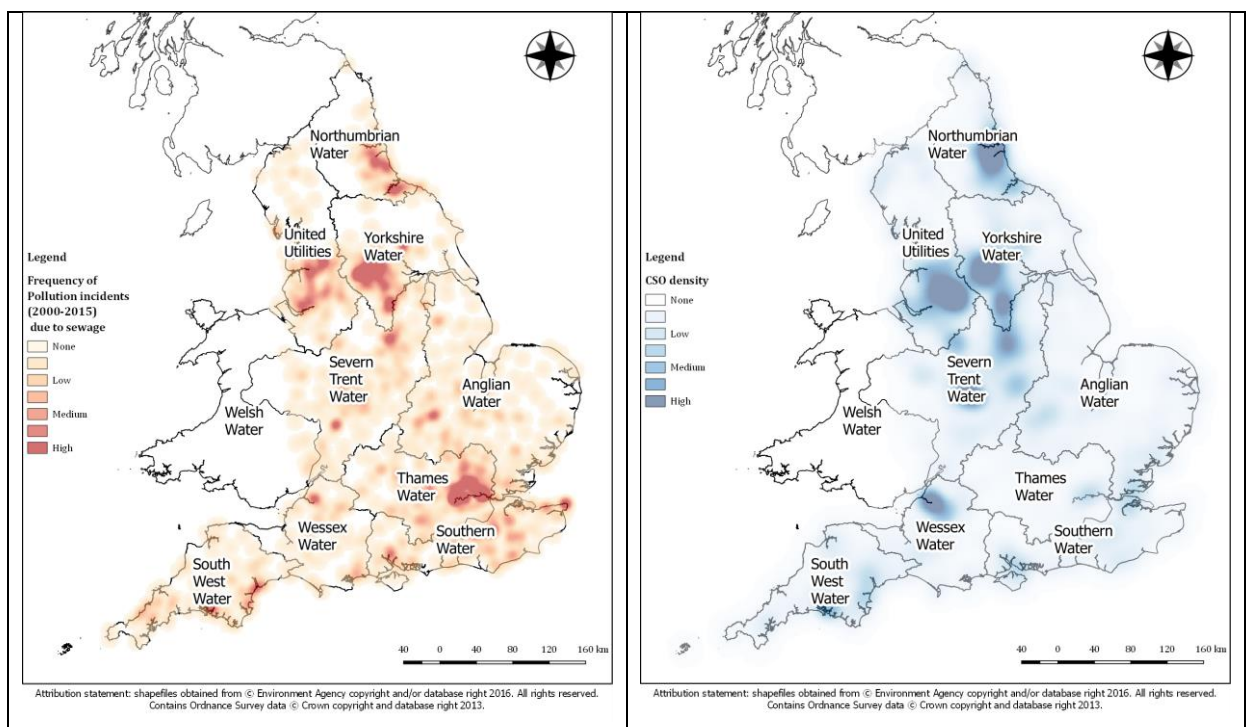 Northumbrian
Water
United
Utilities
Yorkshire
Water
Legend
Frequency of
Pollution incidents
(2000-2015)
due to sewage
None
Low
Medium
High
Severn
Trent
Water
Anglian
Water
Welsh
Water
Thames
Water
Wessex
Water
Southern
Water
South
West
Water
40 0 40 80 120 160 km
Attribution statement: shapefiles obtained from © Environment Agency copyright and/or database right 2016. All rights reserved.
Contains Ordnance Survey data © Crown copyright and database right 2013.
Northumbrian
Water
United
Utilities
Yorkshire
Water
Legend
CSO density
None
Low
Medium
High
Severn
Trent
Water
Anglian
Water
Welsh
Water
Thames
Water
Wessex
Water
Southern
Water
South
West
Water
40 0 40 80 120 160 km
Attribution statement: shapefiles obtained from © Environment Agency copyright and/or database right 2016. All rights reserved.
Contains Ordnance Survey data © Crown copyright and database right 2013.